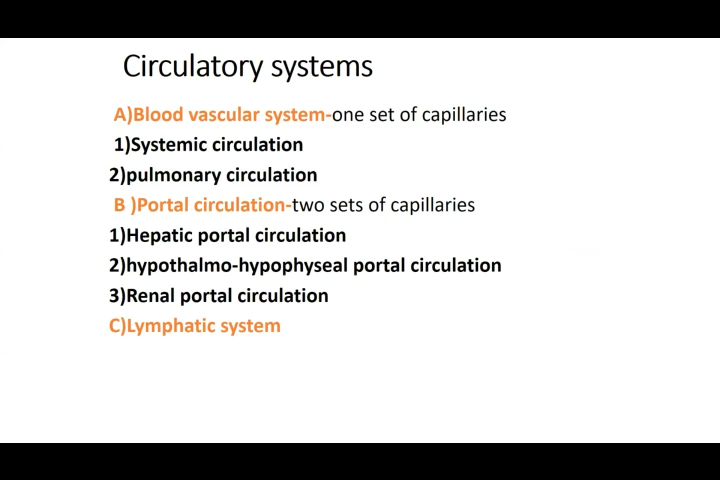 Circulatory systems
A)Blood vascular system-one set of capillaries
1)Systemic circulation
2)pulmonary circulation
B )Portal circulation-two sets of capillaries
1)Hepatic portal circulation
2)hypothalmo-hypophyseal portal circulation
3)Renal portal circulation
C)Lymphatic system